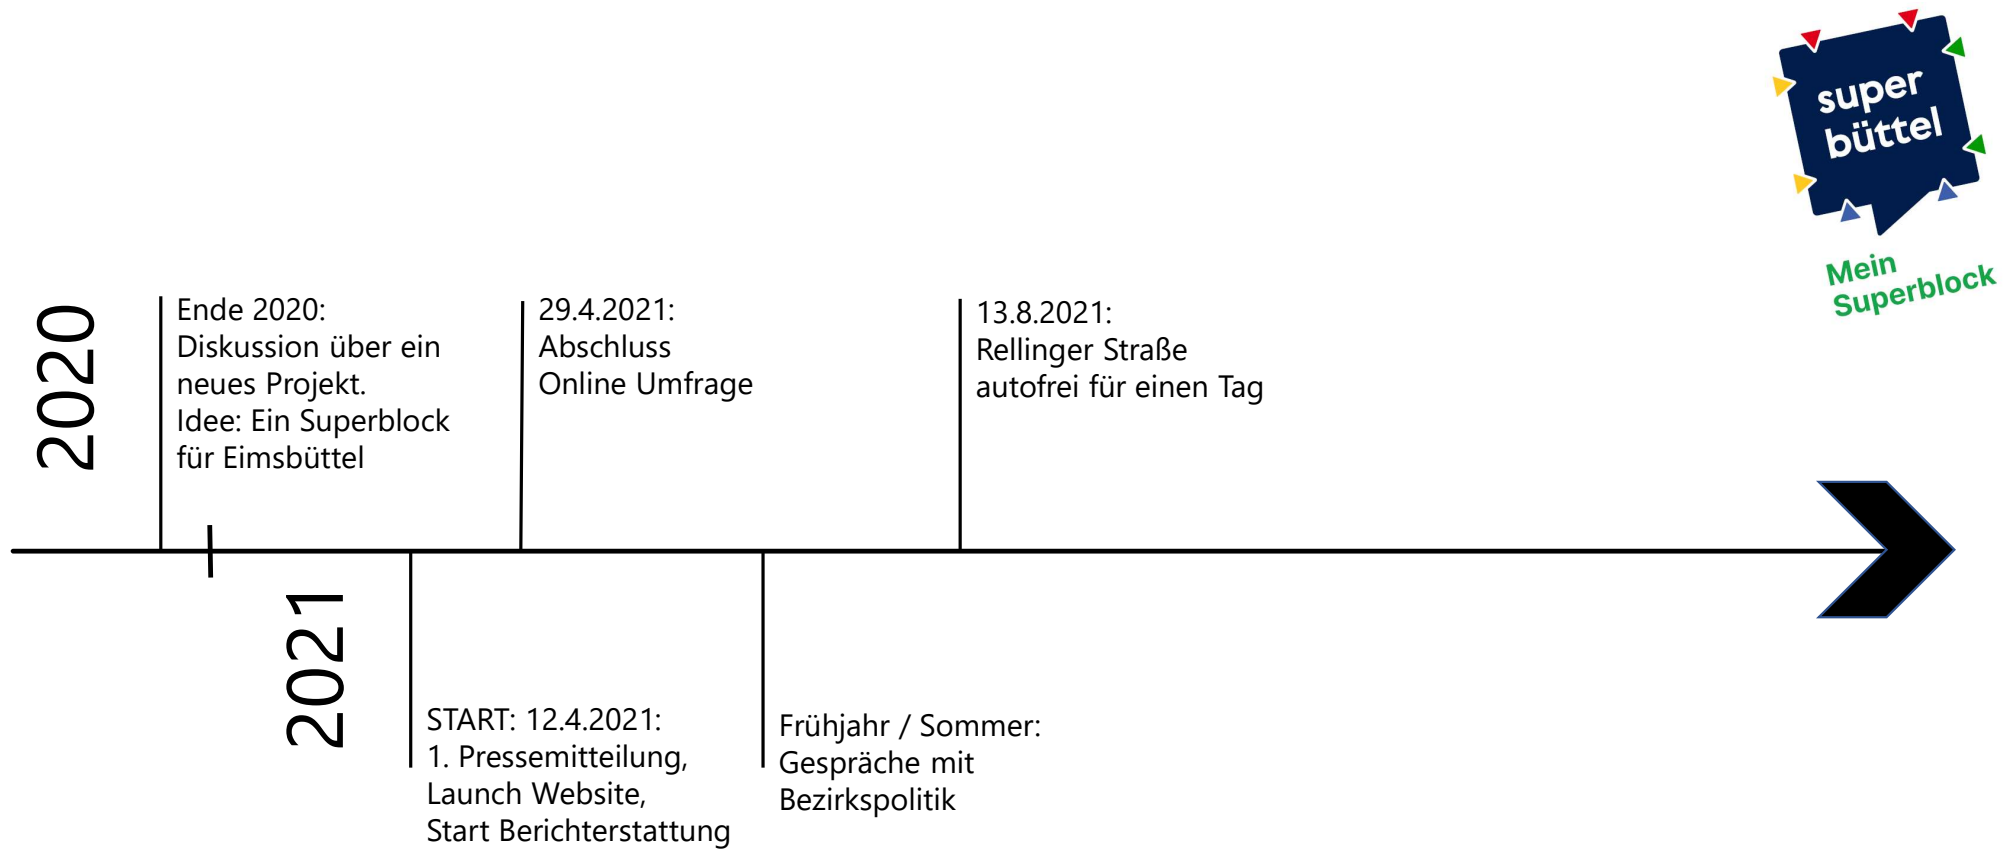 super
büttel
Mein
Superblock
2020
Ende 2020:
Diskussion über ein
neues Projekt.
Idee: Ein Superblock
für Eimsbüttel
29.4.2021:
Abschluss
Online Umfrage
13.8.2021:
Rellinger Straße
autofrei für einen Tag
2021
START: 12.4.2021:
1. Pressemitteilung,
Launch Website,
Start Berichterstattung
Frühjahr / Sommer:
Gespräche mit
Bezirkspolitik